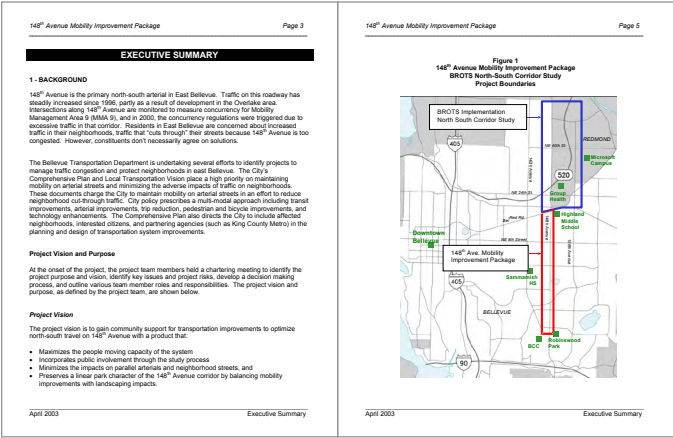 148th Avenue Mobility Improvement Package Page 3
EXECUTIVE SUMMARY
1 - BACKGROUND
148th Avenue is the primary north-south arterial in East Bellevue. Traffic on this roadway has
steadily increased since 1996, partly as a result of development in the Overlake area.
Intersections along 148th Avenue are monitored to measure concurrency for Mobility
Management Area 9 (MMA 9), and in 2000, the concurrency regulations were triggered due to
excessive traffic in that corridor. Residents in East Bellevue are concerned about increased
traffic in their neighborhoods, traffic that "cuts through" their streets because 148th Avenue is too
congested. However, constituents don't necessarily agree on solutions.
The Bellevue Transportation Department is undertaking several efforts to identify projects to
manage traffic congestion and protect neighborhoods in east Bellevue. The City's
Comprehensive Plan and Local Transportation Vision place a high priority on maintaining
mobility on arterial streets and minimizing the adverse impacts of traffic on neighborhoods.
These documents charge the City to maintain mobility on arterial streets in an effort to reduce
neighborhood cut-through traffic. City policy prescribes a multi-modal approach including transit
improvements, arterial improvements, trip reduction, pedestrian and bicycle improvements, and
technology enhancements. The Comprehensive Plan also directs the City to include affected
neighborhoods, interested citizens, and partnering agencies (such as King County Metro) in the
planning and design of transportation system improvements.
Project Vision and Purpose
At the onset of the project, the project team members held a chartering meeting to identify the
project purpose and vision, identify key issues and project risks, develop a decision making
process, and outline various team member roles and responsibilities. The project vision and
purpose, as defined by the project team, are shown below.
Project Vision
The project vision is to gain community support for transportation improvements to optimize
north-south travel on 148th Avenue with a product that:
• Maximizes the people moving capacity of the system
• Incorporates public involvement through the study process
• Minimizes the impacts on parallel arterials and neighborhood streets, and
• Preserves a linear park character of the 148th Avenue corridor by balancing mobility
improvements with landscaping impacts.
April 2003 Executive Summary
148th Avenue Mobility Improvement Package Page 5
Figure 1
148th Avenue Mobility Improvement Package
BROTS North-South Corridor Study
Project Boundaries
BROTS Implementation
North South Corridor Study
REDMOND
405
NE 40th St
Microsoft
Campus
520
Group
Health
NE 24th St
Highland
Middle
School
Bel-Red Rd.
Downtown
Bellevue
NE 8th Street
148th Ave. Mobility
Improvement Package
Sammamish
HS
405
BELLEVUE
BCC
Robinswood
Park
90
April 2003 Executive Summary